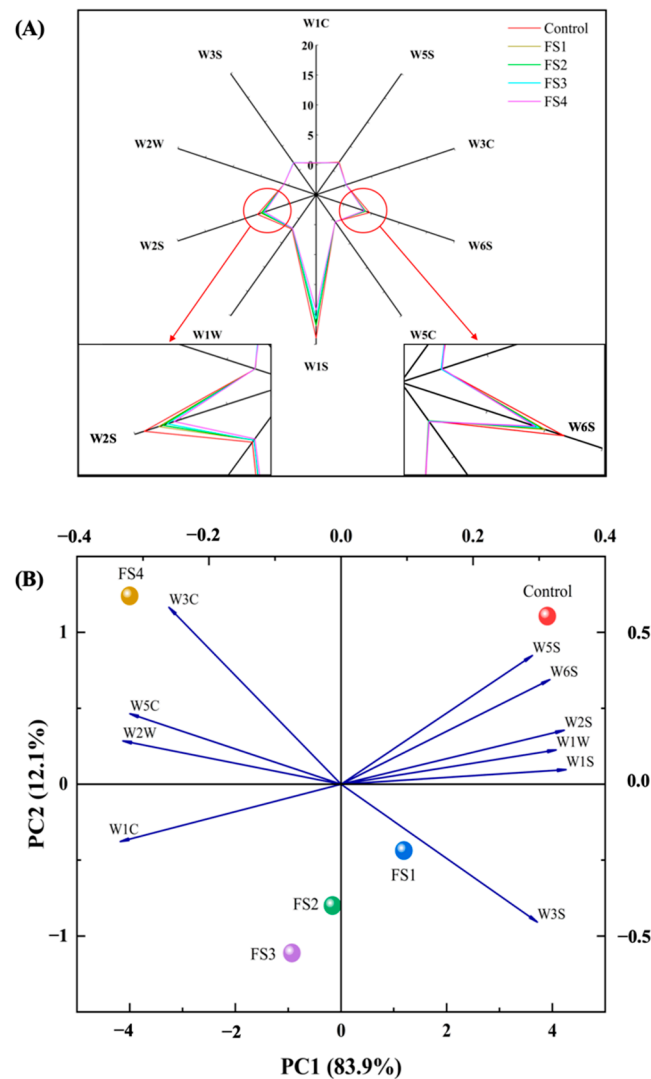 (A)
W1C
W3S
W5S
W2W
W3C
W2S
W6S
W1W
W5C
W1S
20
15
10
5
0
Control
FS1
FS2
FS3
FS4
W2S
W6S
(B)
−0.4
−0.2
0.0
0.2
0.4
FS4
W3C
Control
W5S
W6S
W5C
W2W
W2S
W1W
W1S
W1C
FS1
FS2
FS3
W3S
1
0
−1
0.5
0.0
−0.5
PC2 (12.1%)
−4
−2
0
2
4
PC1 (83.9%)